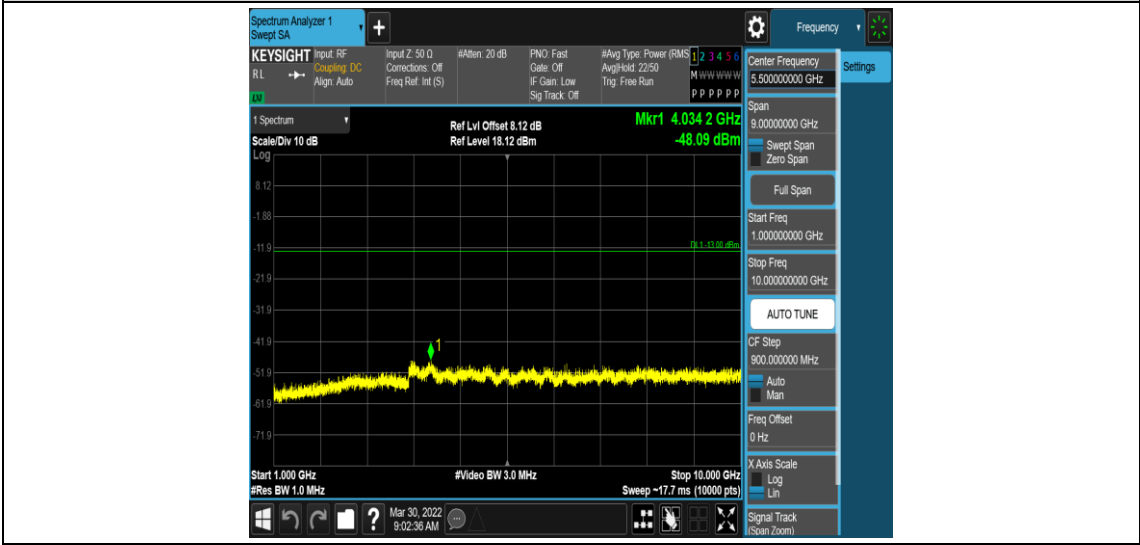 Spectrum Analyzer 1
Swept SA
+
Frequency
KEYSIGHT
Input: RF
Input Z: 50 Ω
#Atten: 20 dB
PNO: Fast
#Avg Type: Power (RMS
1 2 3 4 5 6
RL
Coupling: DC
Corrections: Off
Gate: Off
Avg|Hold: 22/50
M W W W W W
Align: Auto
Freq Ref: Int (S)
IF Gain: Low
Trig: Free Run
Sig Track: Off
P P P P P P
LM
1 Spectrum
Ref Lvl Offset 8.12 dB
Mkr1 4.034 2 GHz
Scale/Div 10 dB
Ref Level 18.12 dBm
-48.09 dBm
Log
8.12
-1.88
-11.9
DL1 -13.00 dBm
-21.9
-31.9
-41.9
1
-51.9
-61.9
-71.9
Start 1.000 GHz
#Video BW 3.0 MHz
Stop 10.000 GHz
#Res BW 1.0 MHz
Sweep ~17.7 ms (10000 pts)
?
Mar 30, 2022
9:02:36 AM
Center Frequency
5.500000000 GHz
Settings
Span
9.00000000 GHz
Swept Span
Zero Span
Full Span
Start Freq
1.000000000 GHz
Stop Freq
10.000000000 GHz
AUTO TUNE
CF Step
900.000000 MHz
Auto
Man
Freq Offset
0 Hz
X Axis Scale
Log
Lin
Signal Track
(Span Zoom)